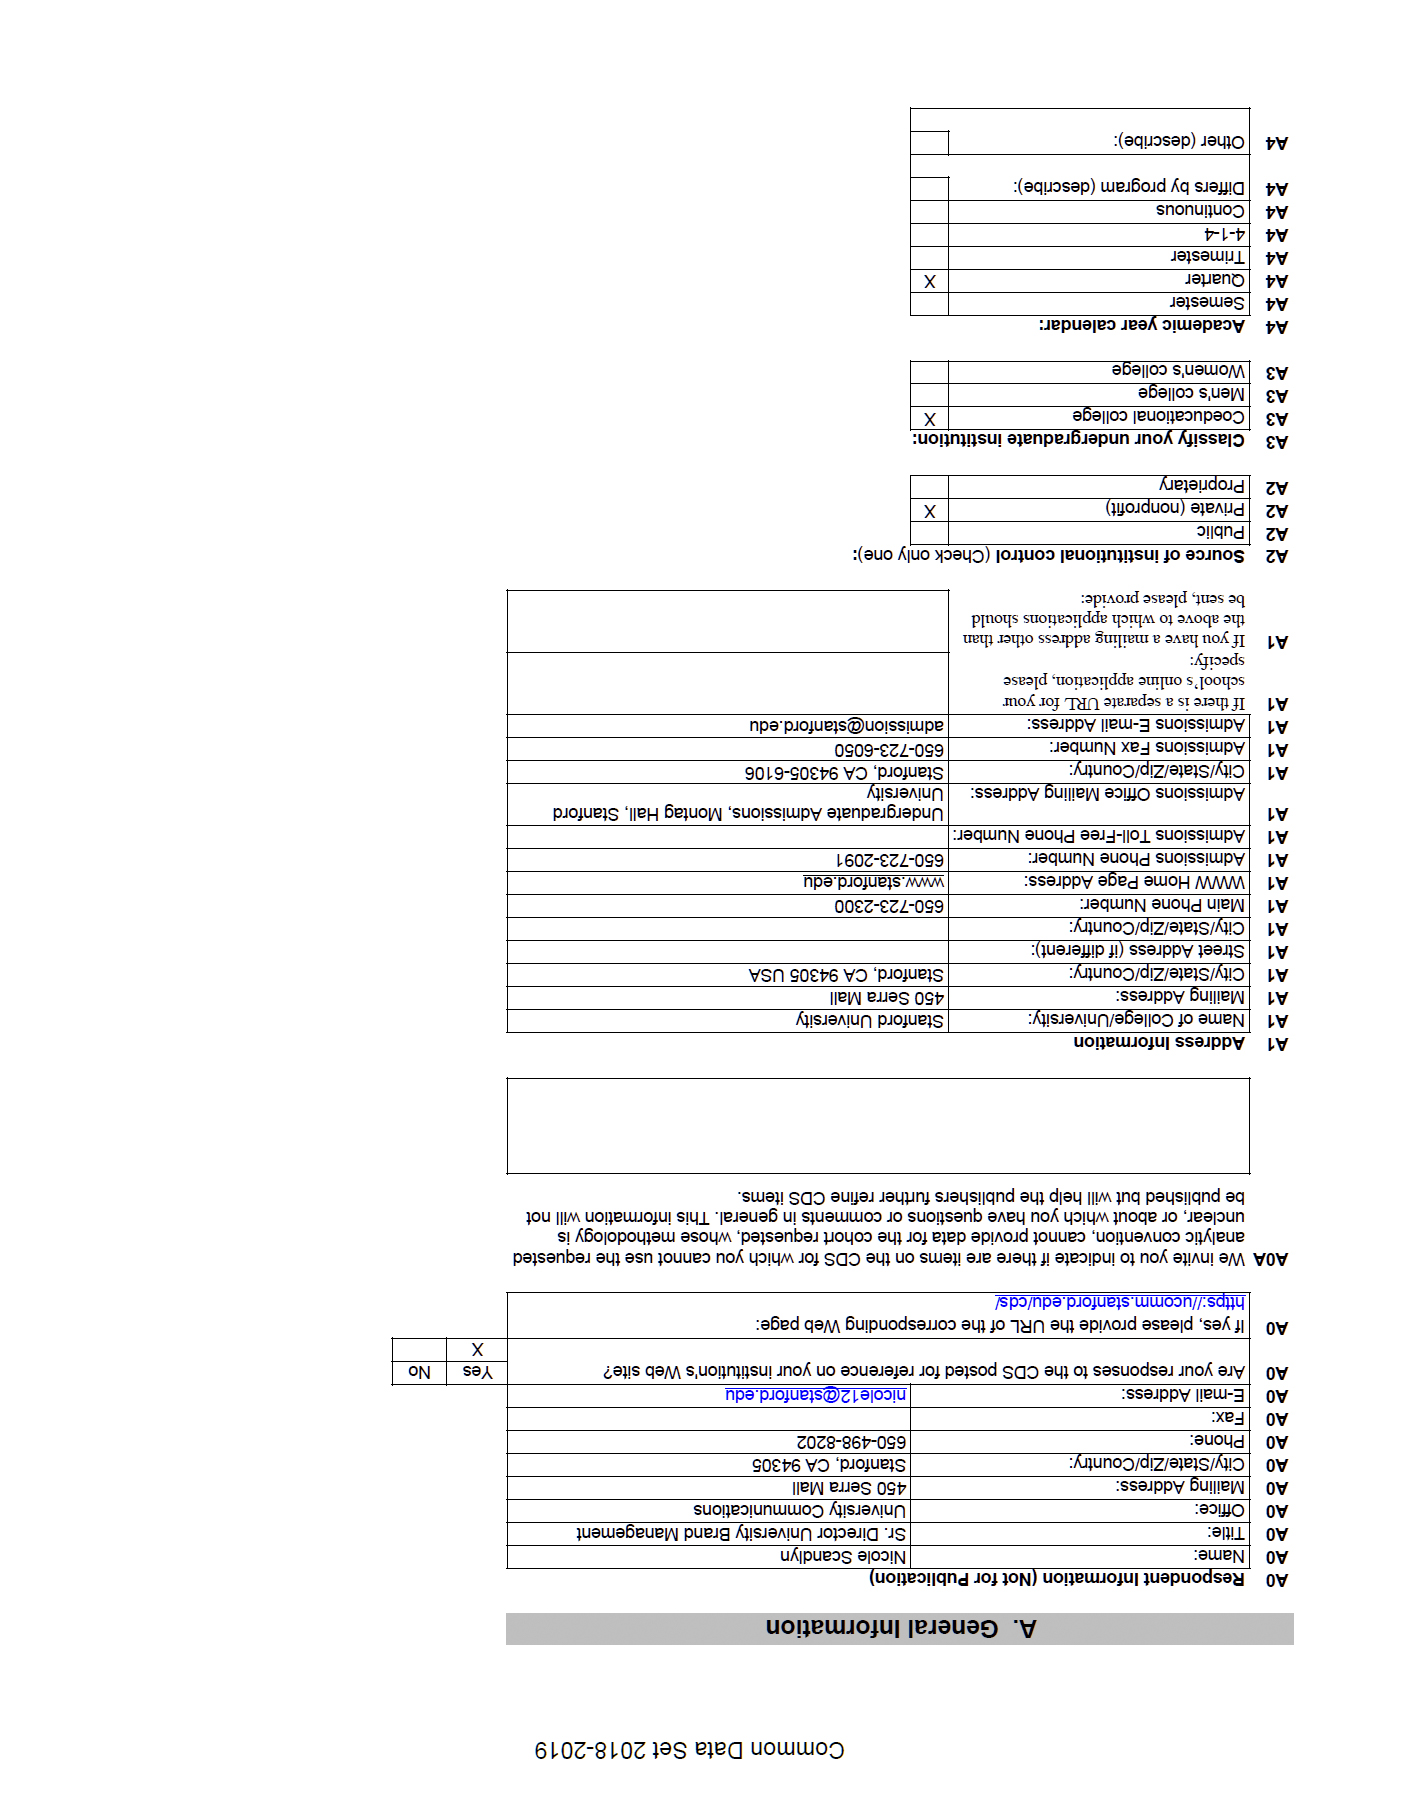 Common Data Set 2018-2019
A.  General Information
A0 Respondent Information (Not for Publication)
A0 Name: Nicole Scandlyn
A0 Title: Sr. Director University Brand Management
A0 Office: University Communications
A0 Mailing Address: 450 Serra Mall
A0 City/State/Zip/Country: Stanford, CA 94305
A0 Phone: 650-498-8202
A0 Fax:
A0 E-mail Address: nicole12@stanford.edu
A0 Are your responses to the CDS posted for reference on your institution's Web site? Yes No
X
A0 If yes, please provide the URL of the corresponding Web page:
https://ucomm.stanford.edu/cds/
A0A We invite you to indicate if there are items on the CDS for which you cannot use the requested
analytic convention, cannot provide data for the cohort requested, whose methodology is
unclear, or about which you have questions or comments in general. This information will not
be published but will help the publishers further refine CDS items.
A1 Address Information
A1 Name of College/University: Stanford University
A1 Mailing Address: 450 Serra Mall
A1 City/State/Zip/Country: Stanford, CA 94305 USA
A1 Street Address (if different):
A1 City/State/Zip/Country:
A1 Main Phone Number: 650-723-2300
A1 WWW Home Page Address: www.stanford.edu
A1 Admissions Phone Number: 650-723-2091
A1 Admissions Toll-Free Phone Number:
A1 Undergraduate Admissions, Montag Hall, Stanford
Admissions Office Mailing Address: University
A1 City/State/Zip/Country: Stanford, CA 94305-6106
A1 Admissions Fax Number: 650-723-6050
A1 Admissions E-mail Address: admission@stanford.edu
A1 If there is a separate URL for your
school’s online application, please
specify:
A1 If you have a mailing address other than
the above to which applications should
be sent, please provide:
A2 Source of institutional control (Check only one):
A2 Public
A2 Private (nonprofit) X
A2 Proprietary
A3 Classify your undergraduate institution:
A3 Coeducational college X
A3 Men's college
A3 Women's college
A4 Academic year calendar:
A4 Semester
A4 Quarter X
A4 Trimester
A4 4-1-4
A4 Continuous
A4 Differs by program (describe):
A4 Other (describe):